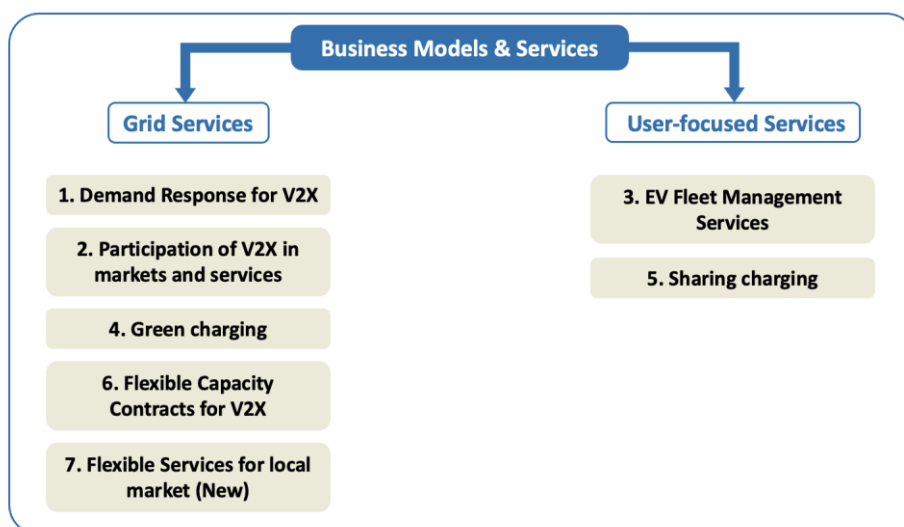 Business Models & Services
Grid Services
User-focused Services
1. Demand Response for V2X
2. Participation of V2X in
markets and services
4. Green charging
6. Flexible Capacity
Contracts for V2X
7. Flexible Services for local
market (New)
3. EV Fleet Management
Services
5. Sharing charging